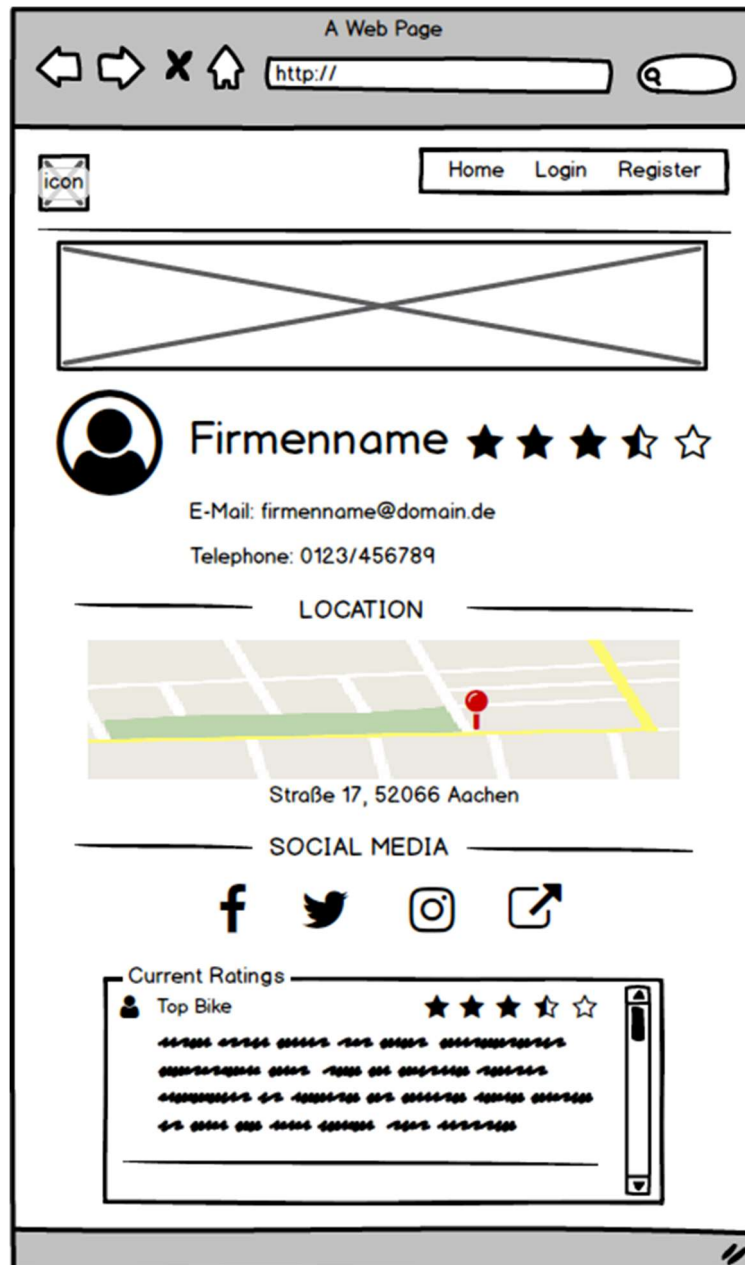 A Web Page
http://
icon
Home Login Register
Firmenname
E-Mail: firmenname@domain.de
Telephone: 0123/456789
LOCATION
Straße 17, 52066 Aachen
SOCIAL MEDIA
Current Ratings
Top Bike